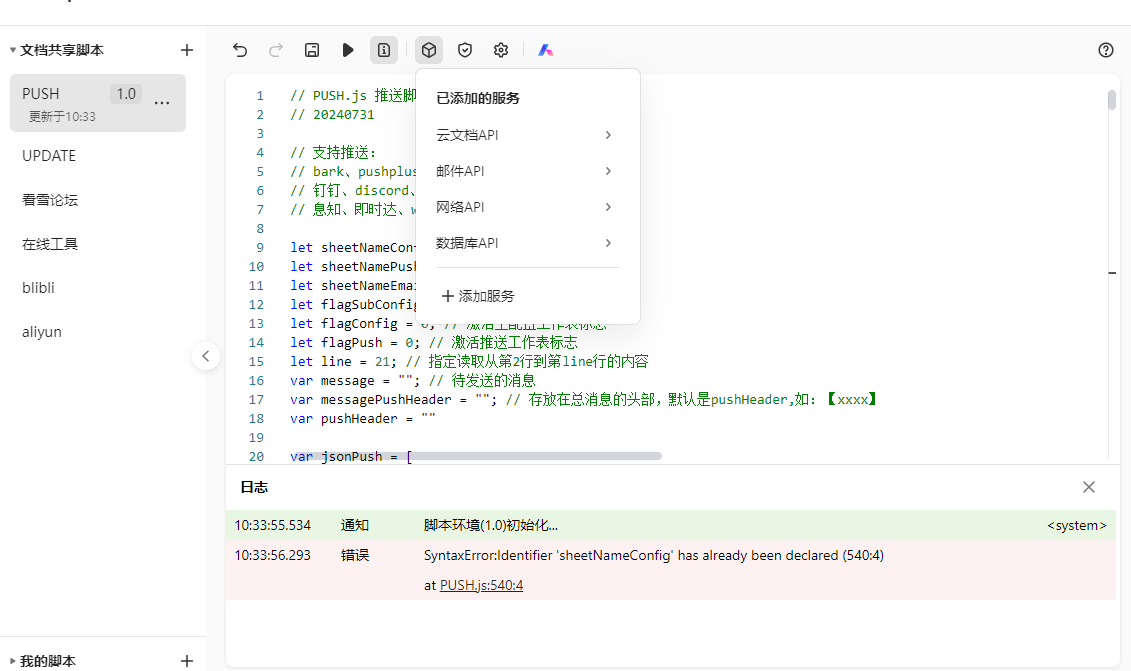 文档共享脚本
PUSH 1.0
更新于10:33
UPDATE
看雪论坛
在线工具
blibli
aliyun
我的脚本
已添加的服务
云文档API
邮件API
网络API
数据库API
添加服务
1 // PUSH.js 推送脚
2 // 20240731
3
4 // 支持推送：
5 // bark、pushplus
6 // 钉钉、discord、
7 // 息知、即时达、
8
9 let sheetNameCon
10 let sheetNamePush
11 let sheetNameEmai
12 let flagSubConfig
13 let flagConfig = 0; // 激活主配置工作表标志
14 let flagPush = 0; // 激活推送工作表标志
15 let line = 21; // 指定读取从第2行到第line行的内容
16 var message = ""; // 待发送的消息
17 var messagePushHeader = ""; // 存放在总消息的头部，默认是pushHeader,如：【xxxx】
18 var pushHeader = ""
19
20 var jsonPush = [
日志
10:33:55.534 通知 脚本环境(1.0)初始化... <system>
10:33:56.293 错误 SyntaxError:Identifier 'sheetNameConfig' has already been declared (540:4)
at PUSH.js:540:4